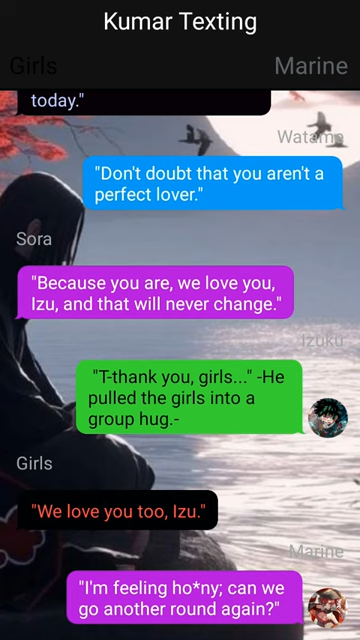 Kumar Texting
Girls
Marine
today."
Watame
"Don't doubt that you aren't a
perfect lover."
Sora
"Because you are, we love you,
Izu, and that will never change."
Izuku
"T-thank you, girls..." -He
pulled the girls into a
group hug.-
Girls
"We love you too, Izu."
Marine
"I'm feeling ho*ny; can we
go another round again?"